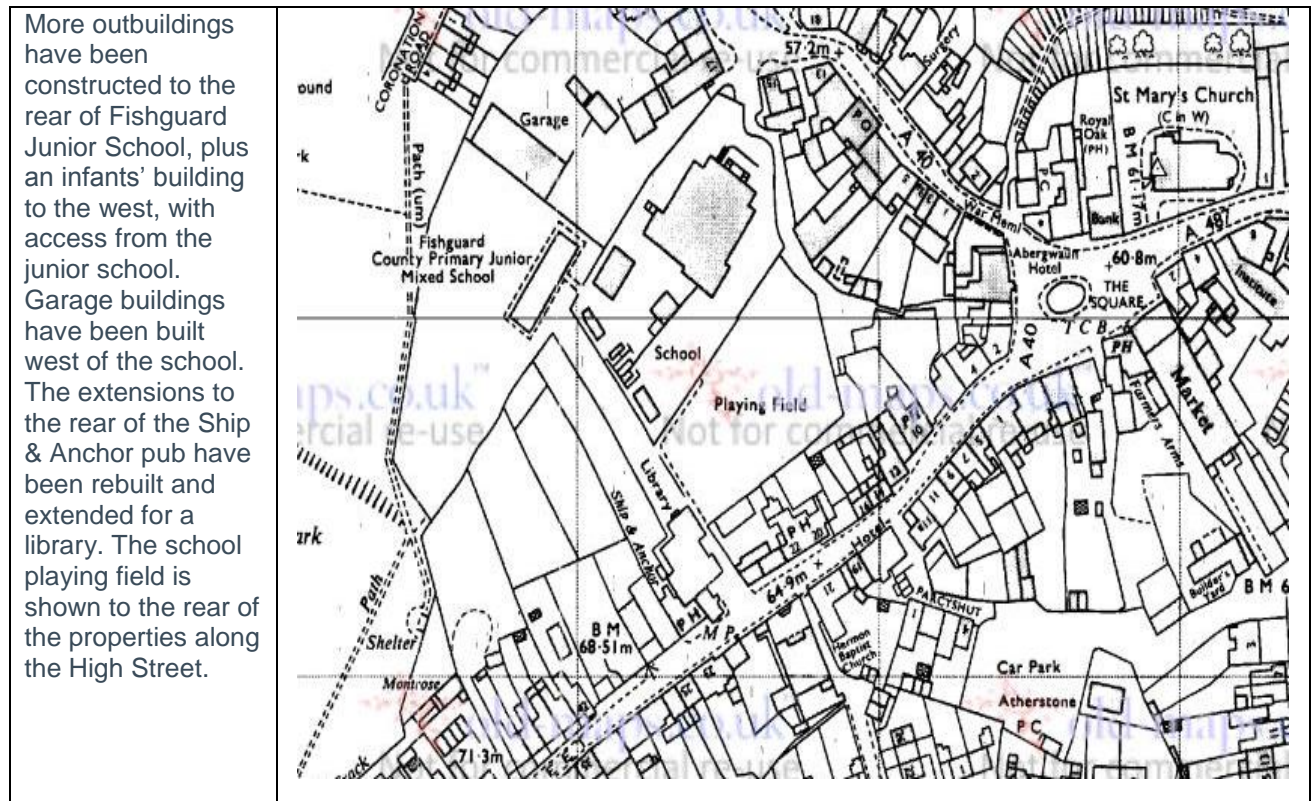 More outbuildings
have been
constructed to the
rear of Fishguard
Junior School, plus
an infants’ building
to the west, with
access from the
junior school.
Garage buildings
have been built
west of the school.
The extensions to
the rear of the Ship
& Anchor pub have
been rebuilt and
extended for a
library. The school
playing field is
shown to the rear of
the properties along
the High Street.
CORONATION
ROAD
57·2m
Surgery
Garage
St Mary's Church
(C in W)
Royal
Oak
(PH)
B M 61·17m
P O
A 40
P C
Path (um)
War Meml
Bank
A 48
Fishguard
County Primary Junior
Mixed School
Abergwaun
Hotel
60·8m
THE
SQUARE
Institute
T C B
School
A 40
PH
Market
Farmers Arms
Playing Field
Library
Ship & Anchor
P H
22
20
Hotel
64·9m
Path
Shelter
B M
68·51m
P H
M P
PARCYSHUT
Builder's
Yard
B M 6
Hermon
Baptist
Church
Car Park
Montrose
Atherstone
P C
71·3m
old-maps.co.uk
Not for commercial re-use